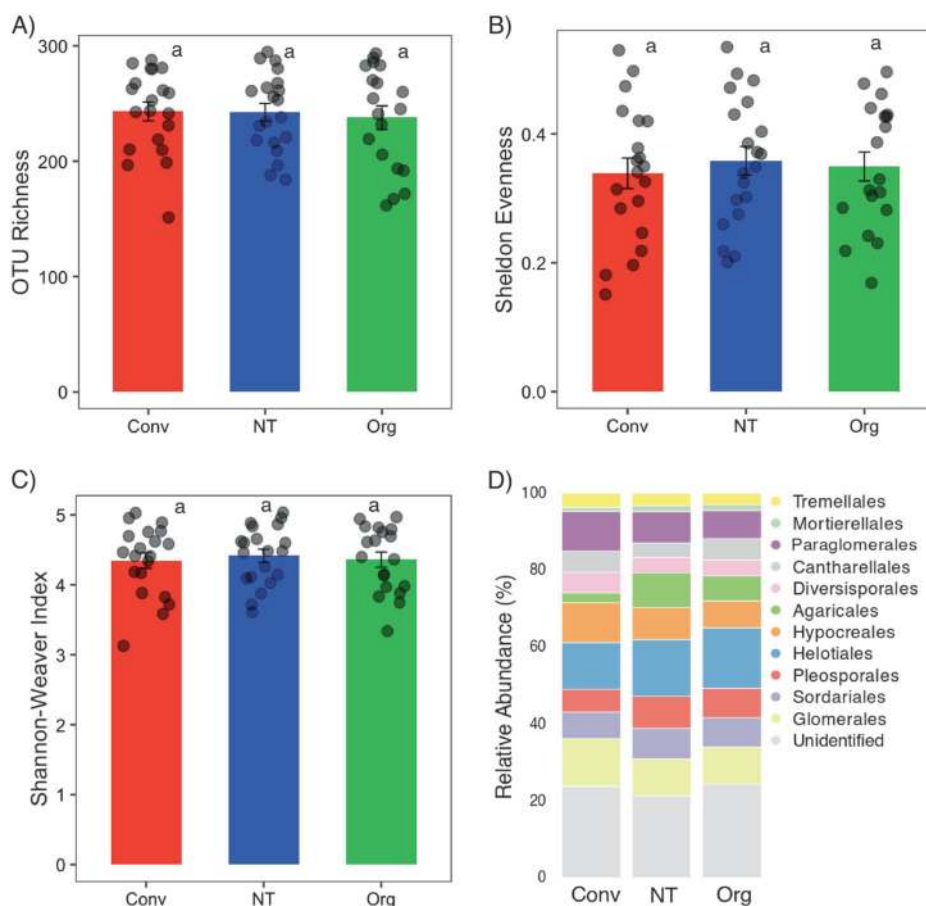 A)
300
200
100
0
OTU Richness
a
a
a
Conv
NT
Org
B)
0.4
0.2
0.0
Sheldon Evenness
a
a
a
Conv
NT
Org
C)
5
4
3
2
1
0
Shannon-Weaver Index
a
a
a
Conv
NT
Org
D)
100
80
60
40
20
0
Relative Abundance (%)
Conv
NT
Org
Tremellales
Mortierellales
Paraglomerales
Cantharellales
Diversisporales
Agaricales
Hypocreales
Helotiales
Pleosporales
Sordariales
Glomerales
Unidentified